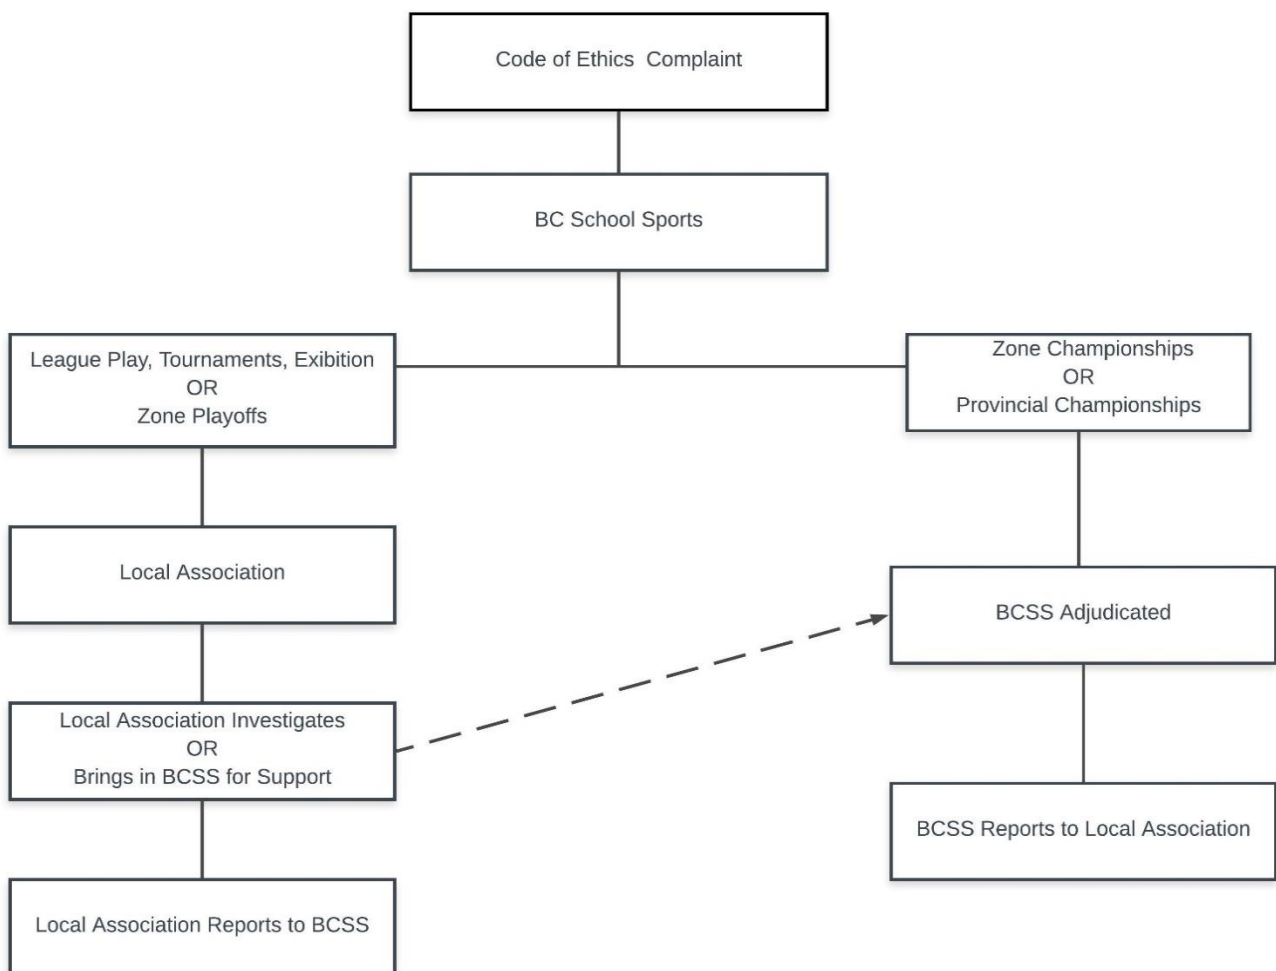 Code of Ethics Complaint
BC School Sports
League Play, Tournaments, Exibition
OR
Zone Playoffs
Zone Championships
OR
Provincial Championships
Local Association
BCSS Adjudicated
Local Association Investigates
OR
Brings in BCSS for Support
BCSS Reports to Local Association
Local Association Reports to BCSS